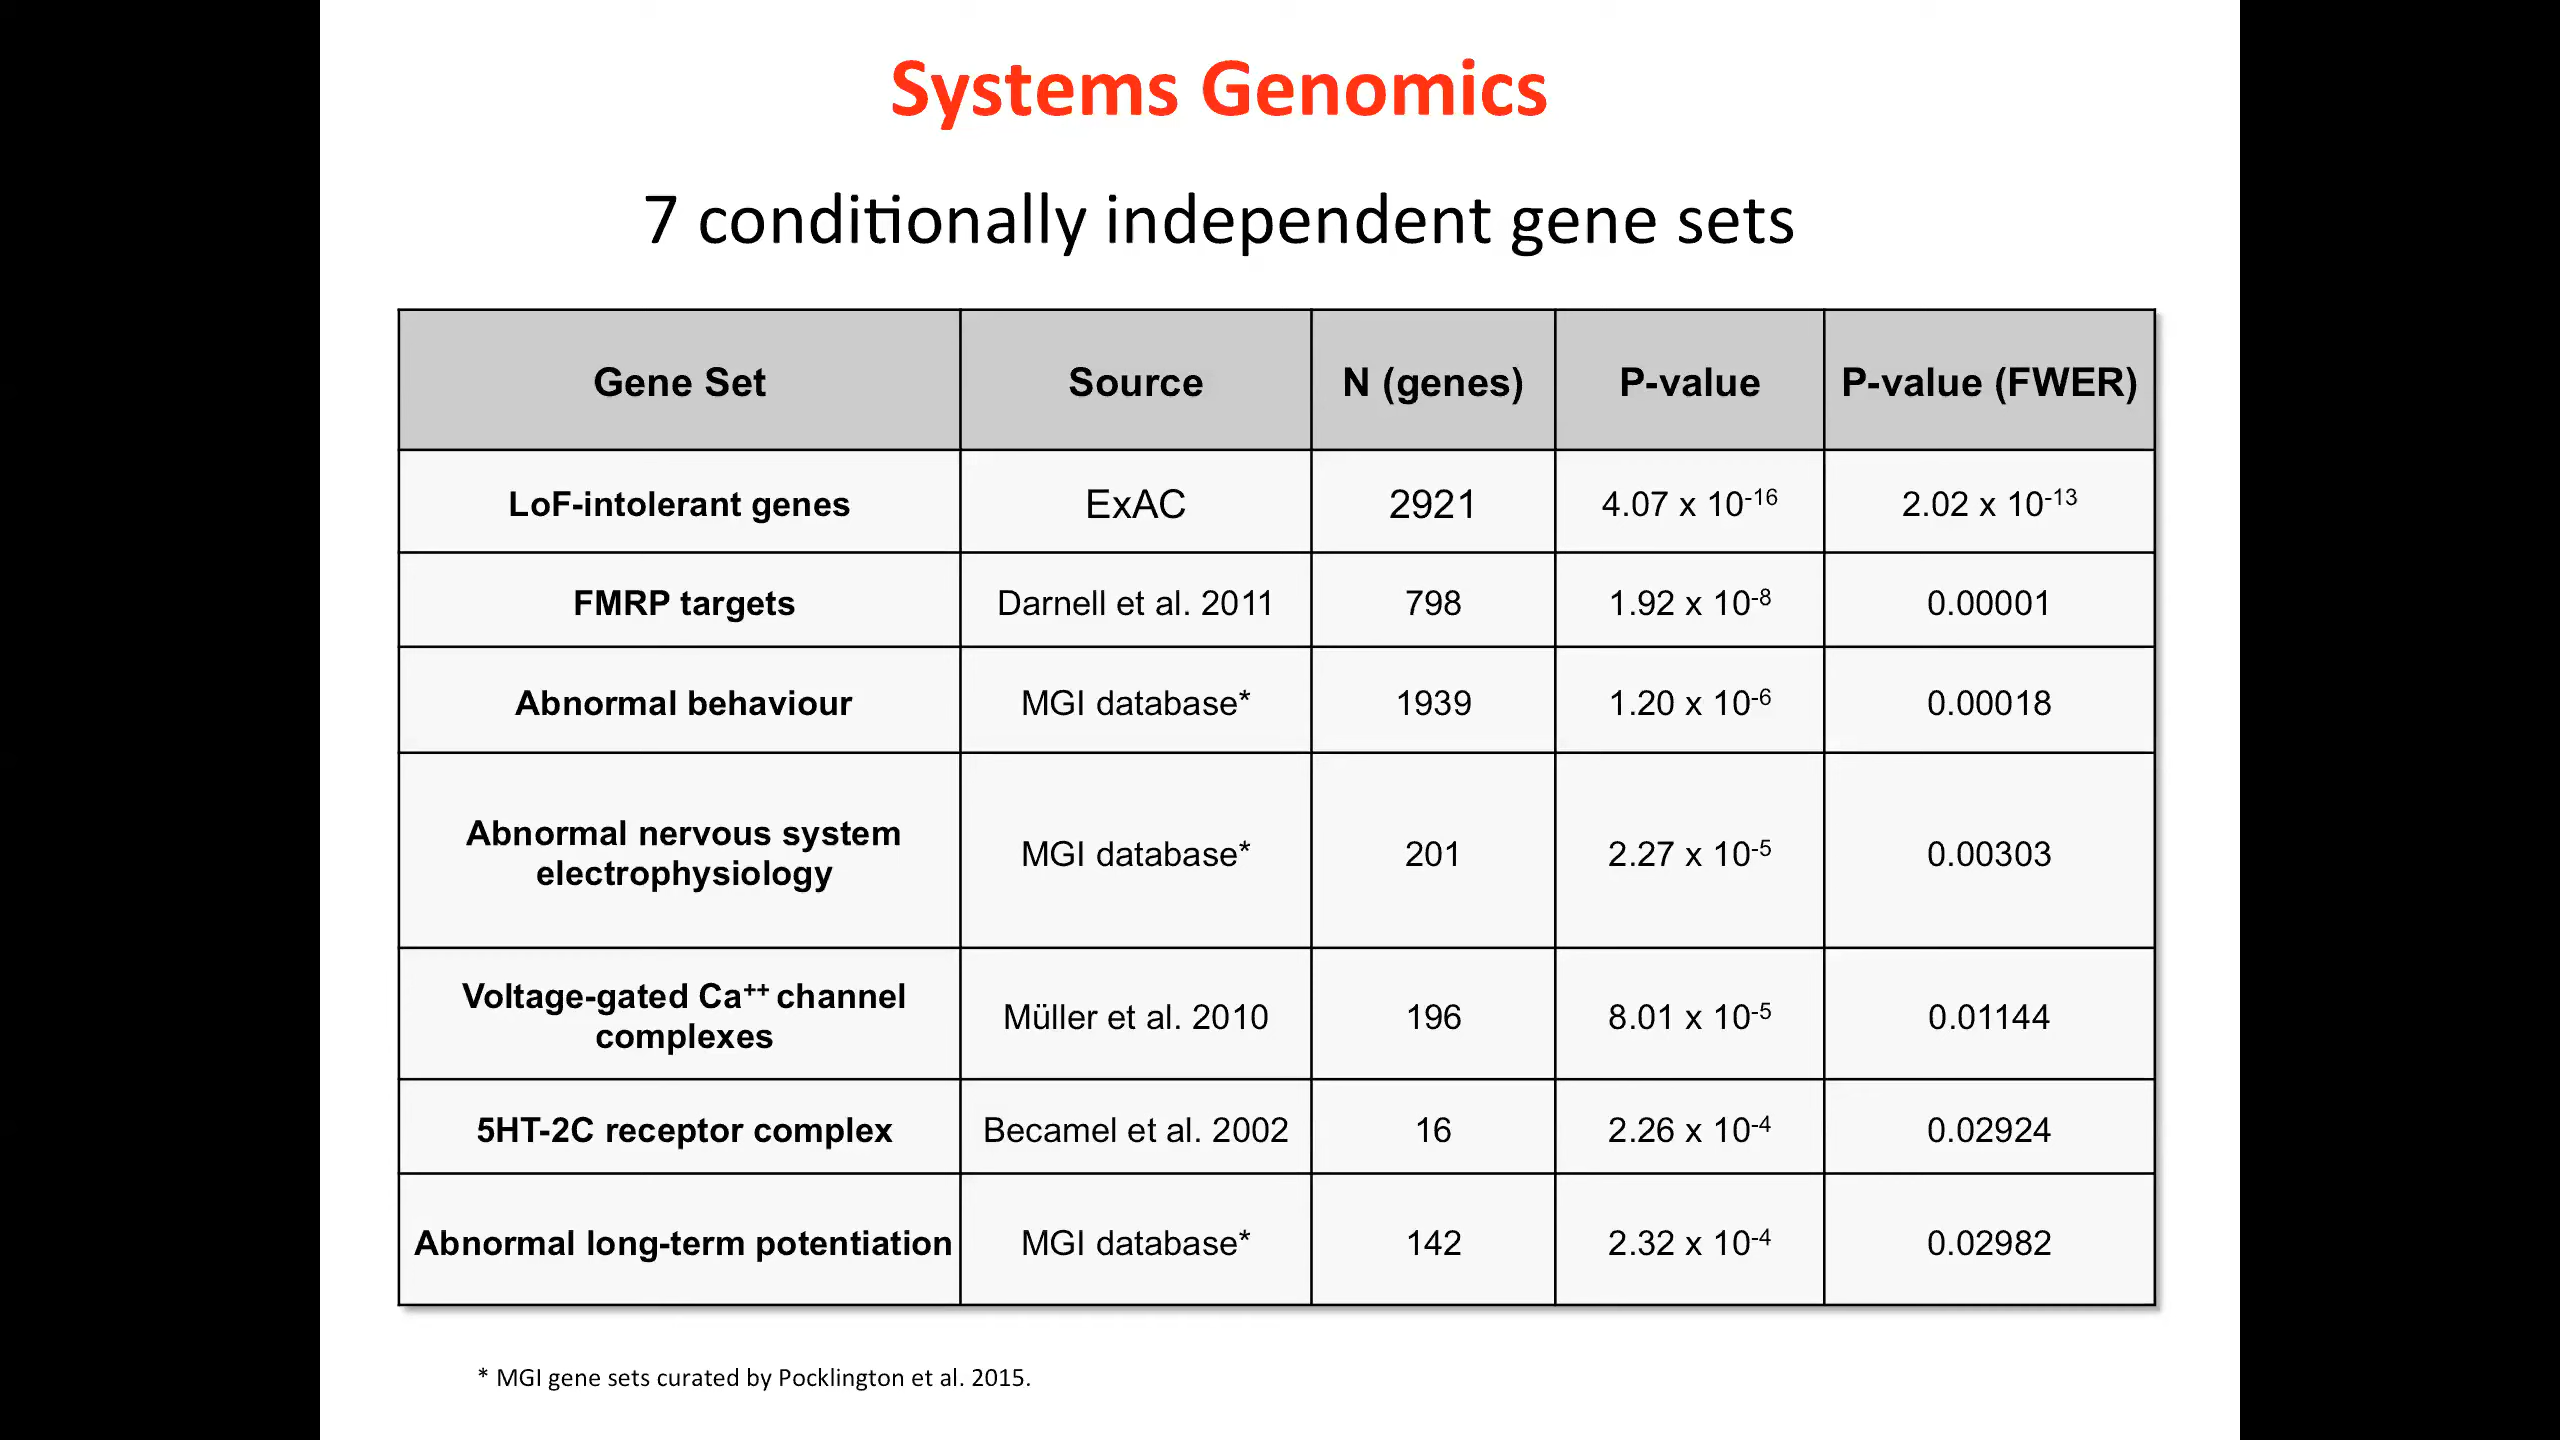 Systems Genomics
7 conditionally independent gene sets
Gene Set Source N (genes) P-value P-value (FWER)
LoF-intolerant genes ExAC 2921 4.07 x 10-16 2.02 x 10-13
FMRP targets Darnell et al. 2011 798 1.92 x 10-8 0.00001
Abnormal behaviour MGI database* 1939 1.20 x 10-6 0.00018
Abnormal nervous system
electrophysiology MGI database* 201 2.27 x 10-5 0.00303
Voltage-gated Ca++ channel
complexes Müller et al. 2010 196 8.01 x 10-5 0.01144
5HT-2C receptor complex Becamel et al. 2002 16 2.26 x 10-4 0.02924
Abnormal long-term potentiation MGI database* 142 2.32 x 10-4 0.02982
* MGI gene sets curated by Pocklington et al. 2015.